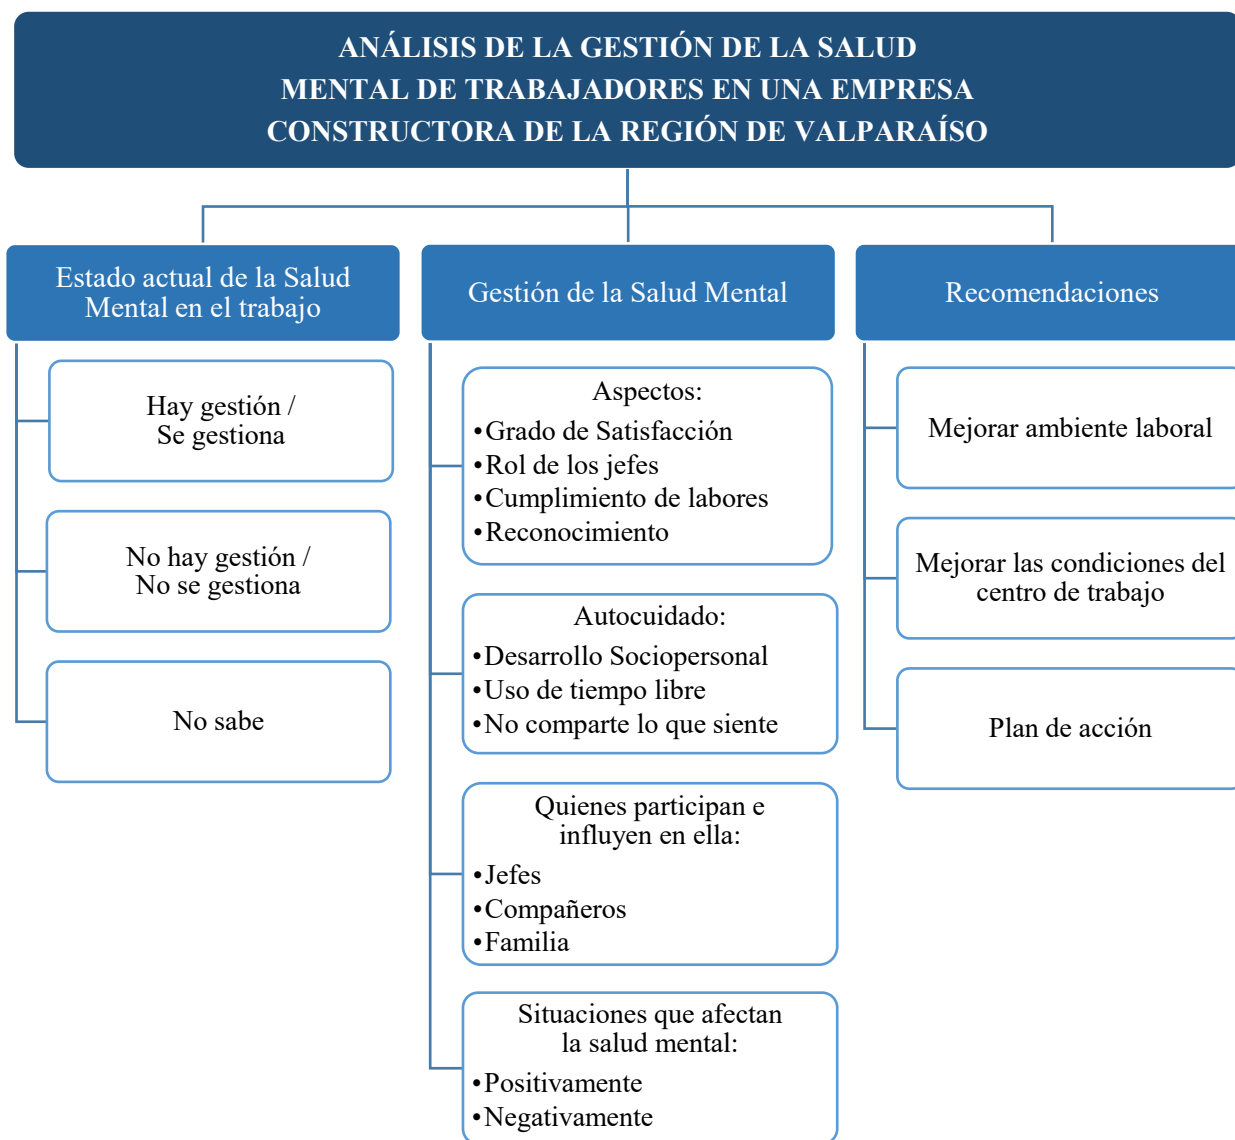 ANÁLISIS DE LA GESTIÓN DE LA SALUD
MENTAL DE TRABAJADORES EN UNA EMPRESA
CONSTRUCTORA DE LA REGIÓN DE VALPARAÍSO
Estado actual de la Salud
Mental en el trabajo
Hay gestión /
Se gestiona
No hay gestión /
No se gestiona
No sabe
Gestión de la Salud Mental
Aspectos:
•Grado de Satisfacción
•Rol de los jefes
•Cumplimiento de labores
•Reconocimiento
Autocuidado:
•Desarrollo Sociopersonal
•Uso de tiempo libre
•No comparte lo que siente
Quienes participan e
influyen en ella:
•Jefes
•Compañeros
•Familia
Situaciones que afectan
la salud mental:
•Positivamente
•Negativamente
Recomendaciones
Mejorar ambiente laboral
Mejorar las condiciones del
centro de trabajo
Plan de acción